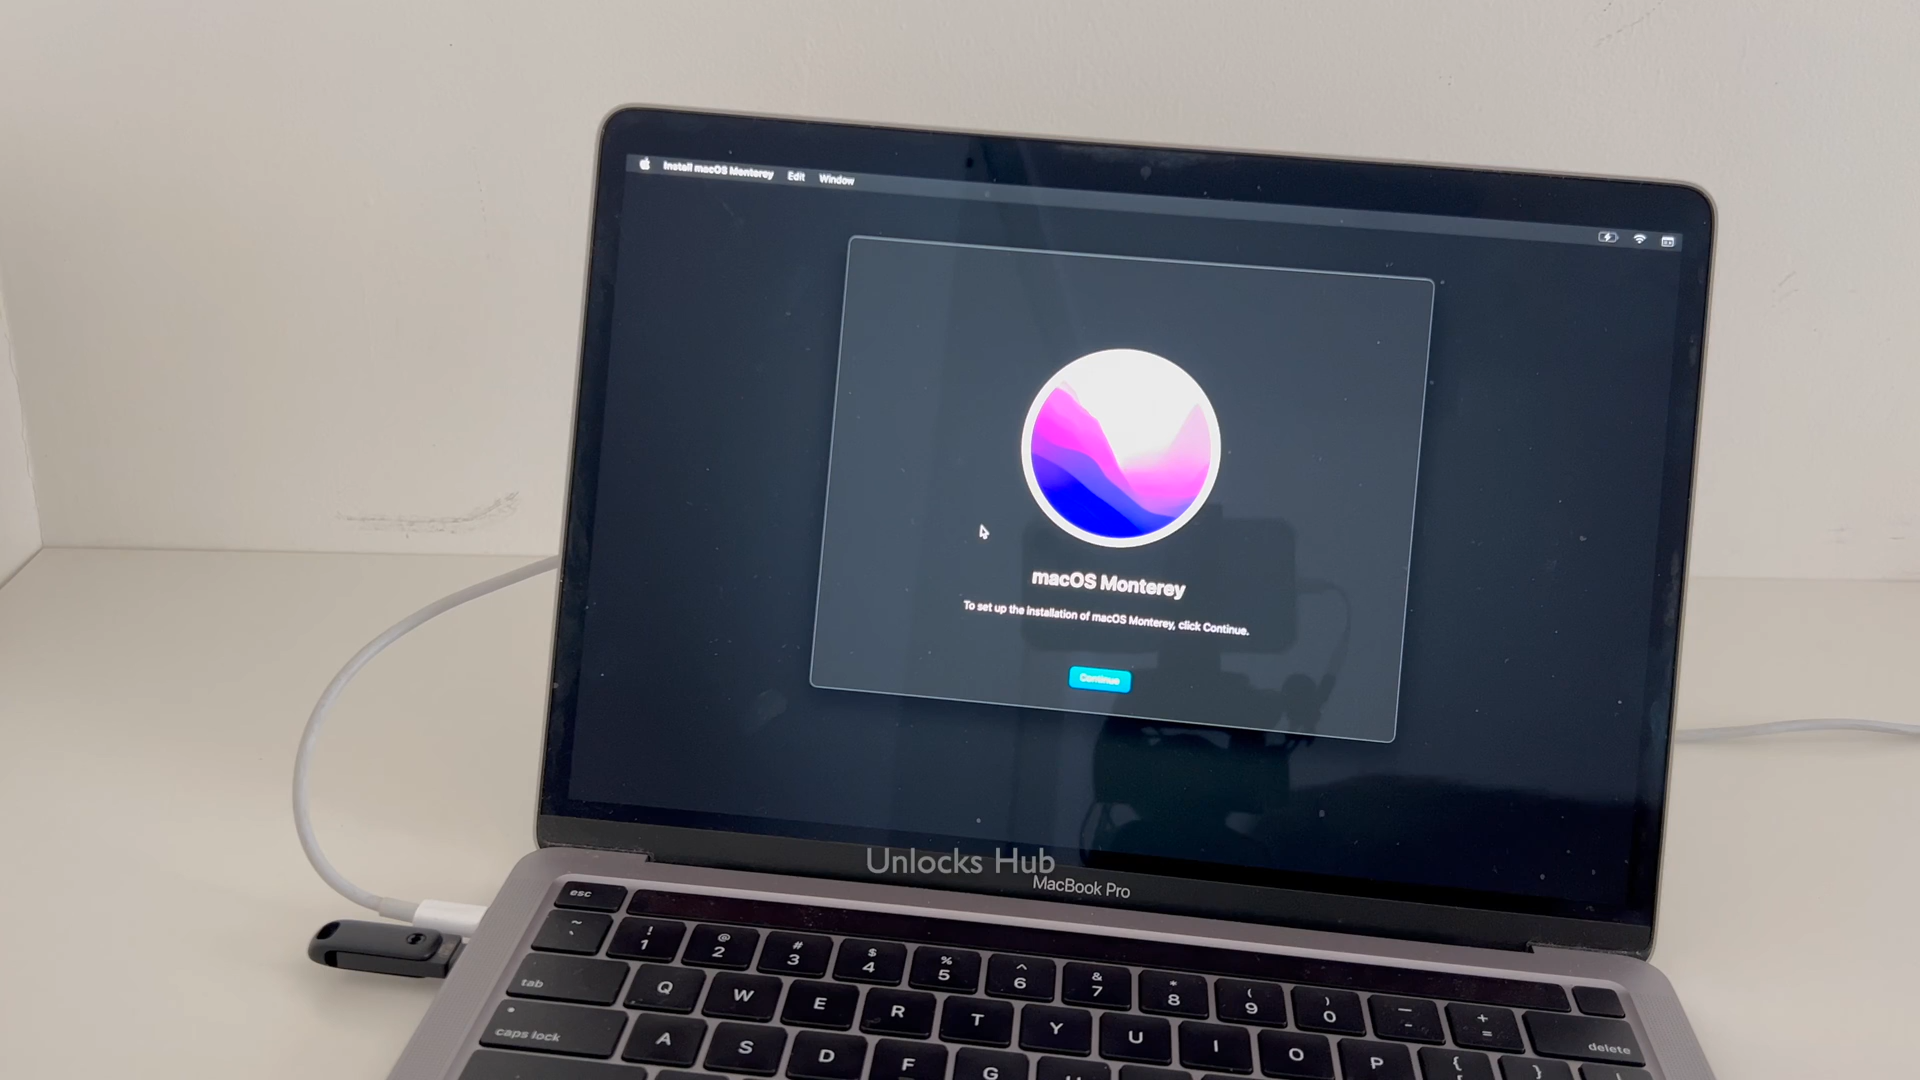 Install macOS Monterey Edit Window
macOS Monterey
To set up the installation of macOS Monterey, click Continue.
Continue
Unlocks Hub
MacBook Pro
esc
~ ! @ # $ % ^ & * ( ) _ +
` 1 2 3 4 5 6 7 8 9 0 - =
tab Q W E R T Y U I O P { }
delete
caps lock A S D F G